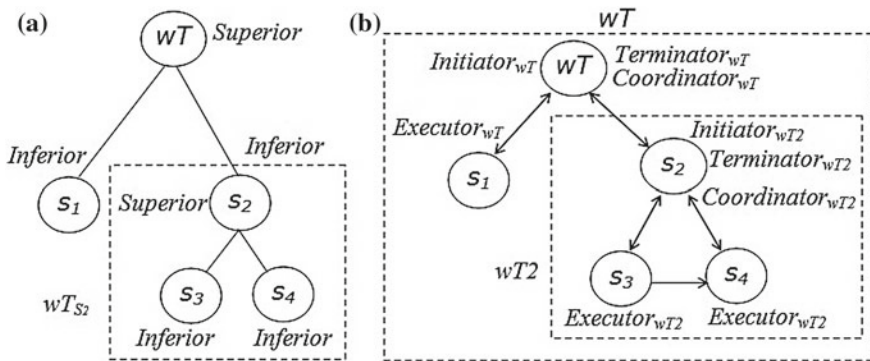 (a)
wT Superior
Inferior
Inferior
s1
Superior s2
wTS2
s3 s4
Inferior Inferior
(b)
wT
InitiatorwT wT TerminatorwT
CoordinatorwT
ExecutorwT
s1
InitiatorwT2
s2 TerminatorwT2
CoordinatorwT2
wT2
s3 s4
ExecutorwT2 ExecutorwT2